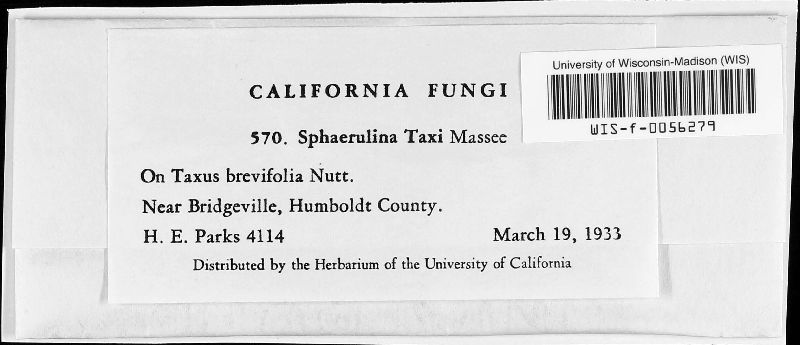 University of Wisconsin-Madison (WIS)
WIS-f-0056279
CALIFORNIA FUNGI
570. Sphaerulina Taxi Massee
On Taxus brevifolia Nutt.
Near Bridgeville, Humboldt County.
H. E. Parks 4114 March 19, 1933
Distributed by the Herbarium of the University of California